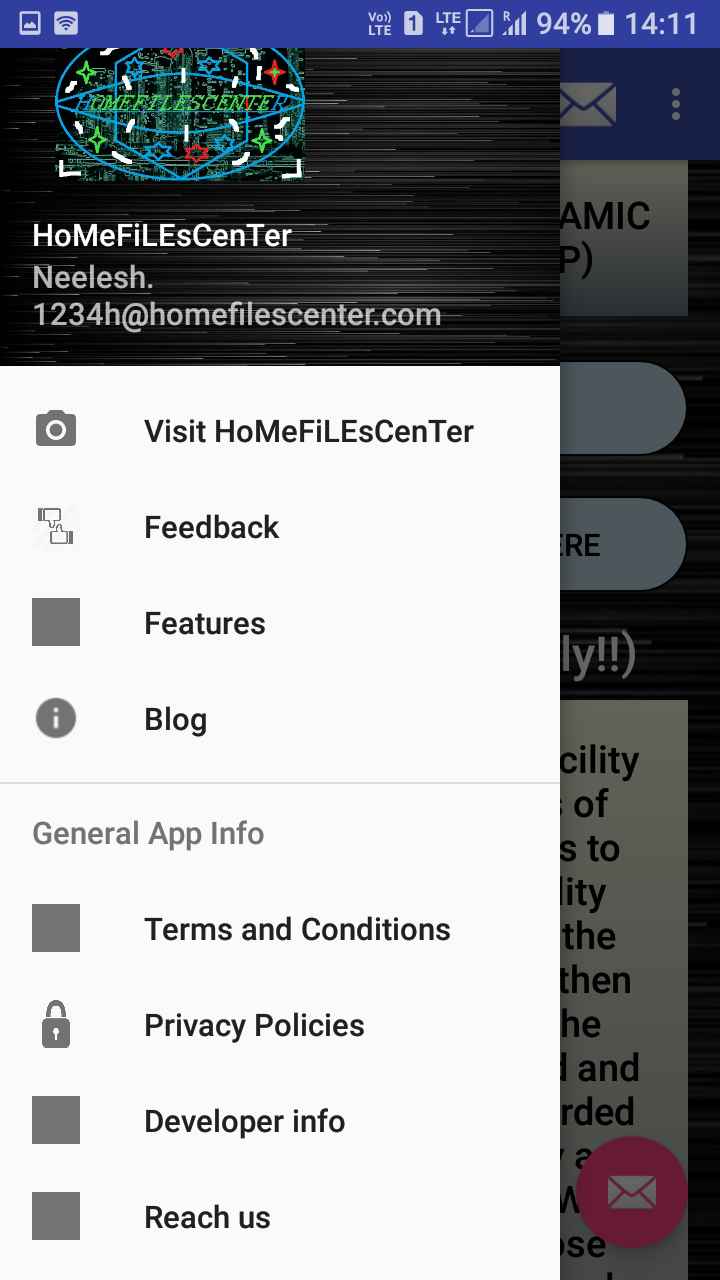 Vo))
LTE
1
LTE
R
94%
14:11
HOMEFILESCENTER
HoMeFiLEsCenTer
Neelesh.
1234h@homefilescenter.com
Visit HoMeFiLEsCenTer
Feedback
Features
Blog
General App Info
Terms and Conditions
Privacy Policies
Developer info
Reach us
AMIC
P)
ERE
ly!!)
cility
of
s to
lity
the
then
he
d and
rded
a
W
ose